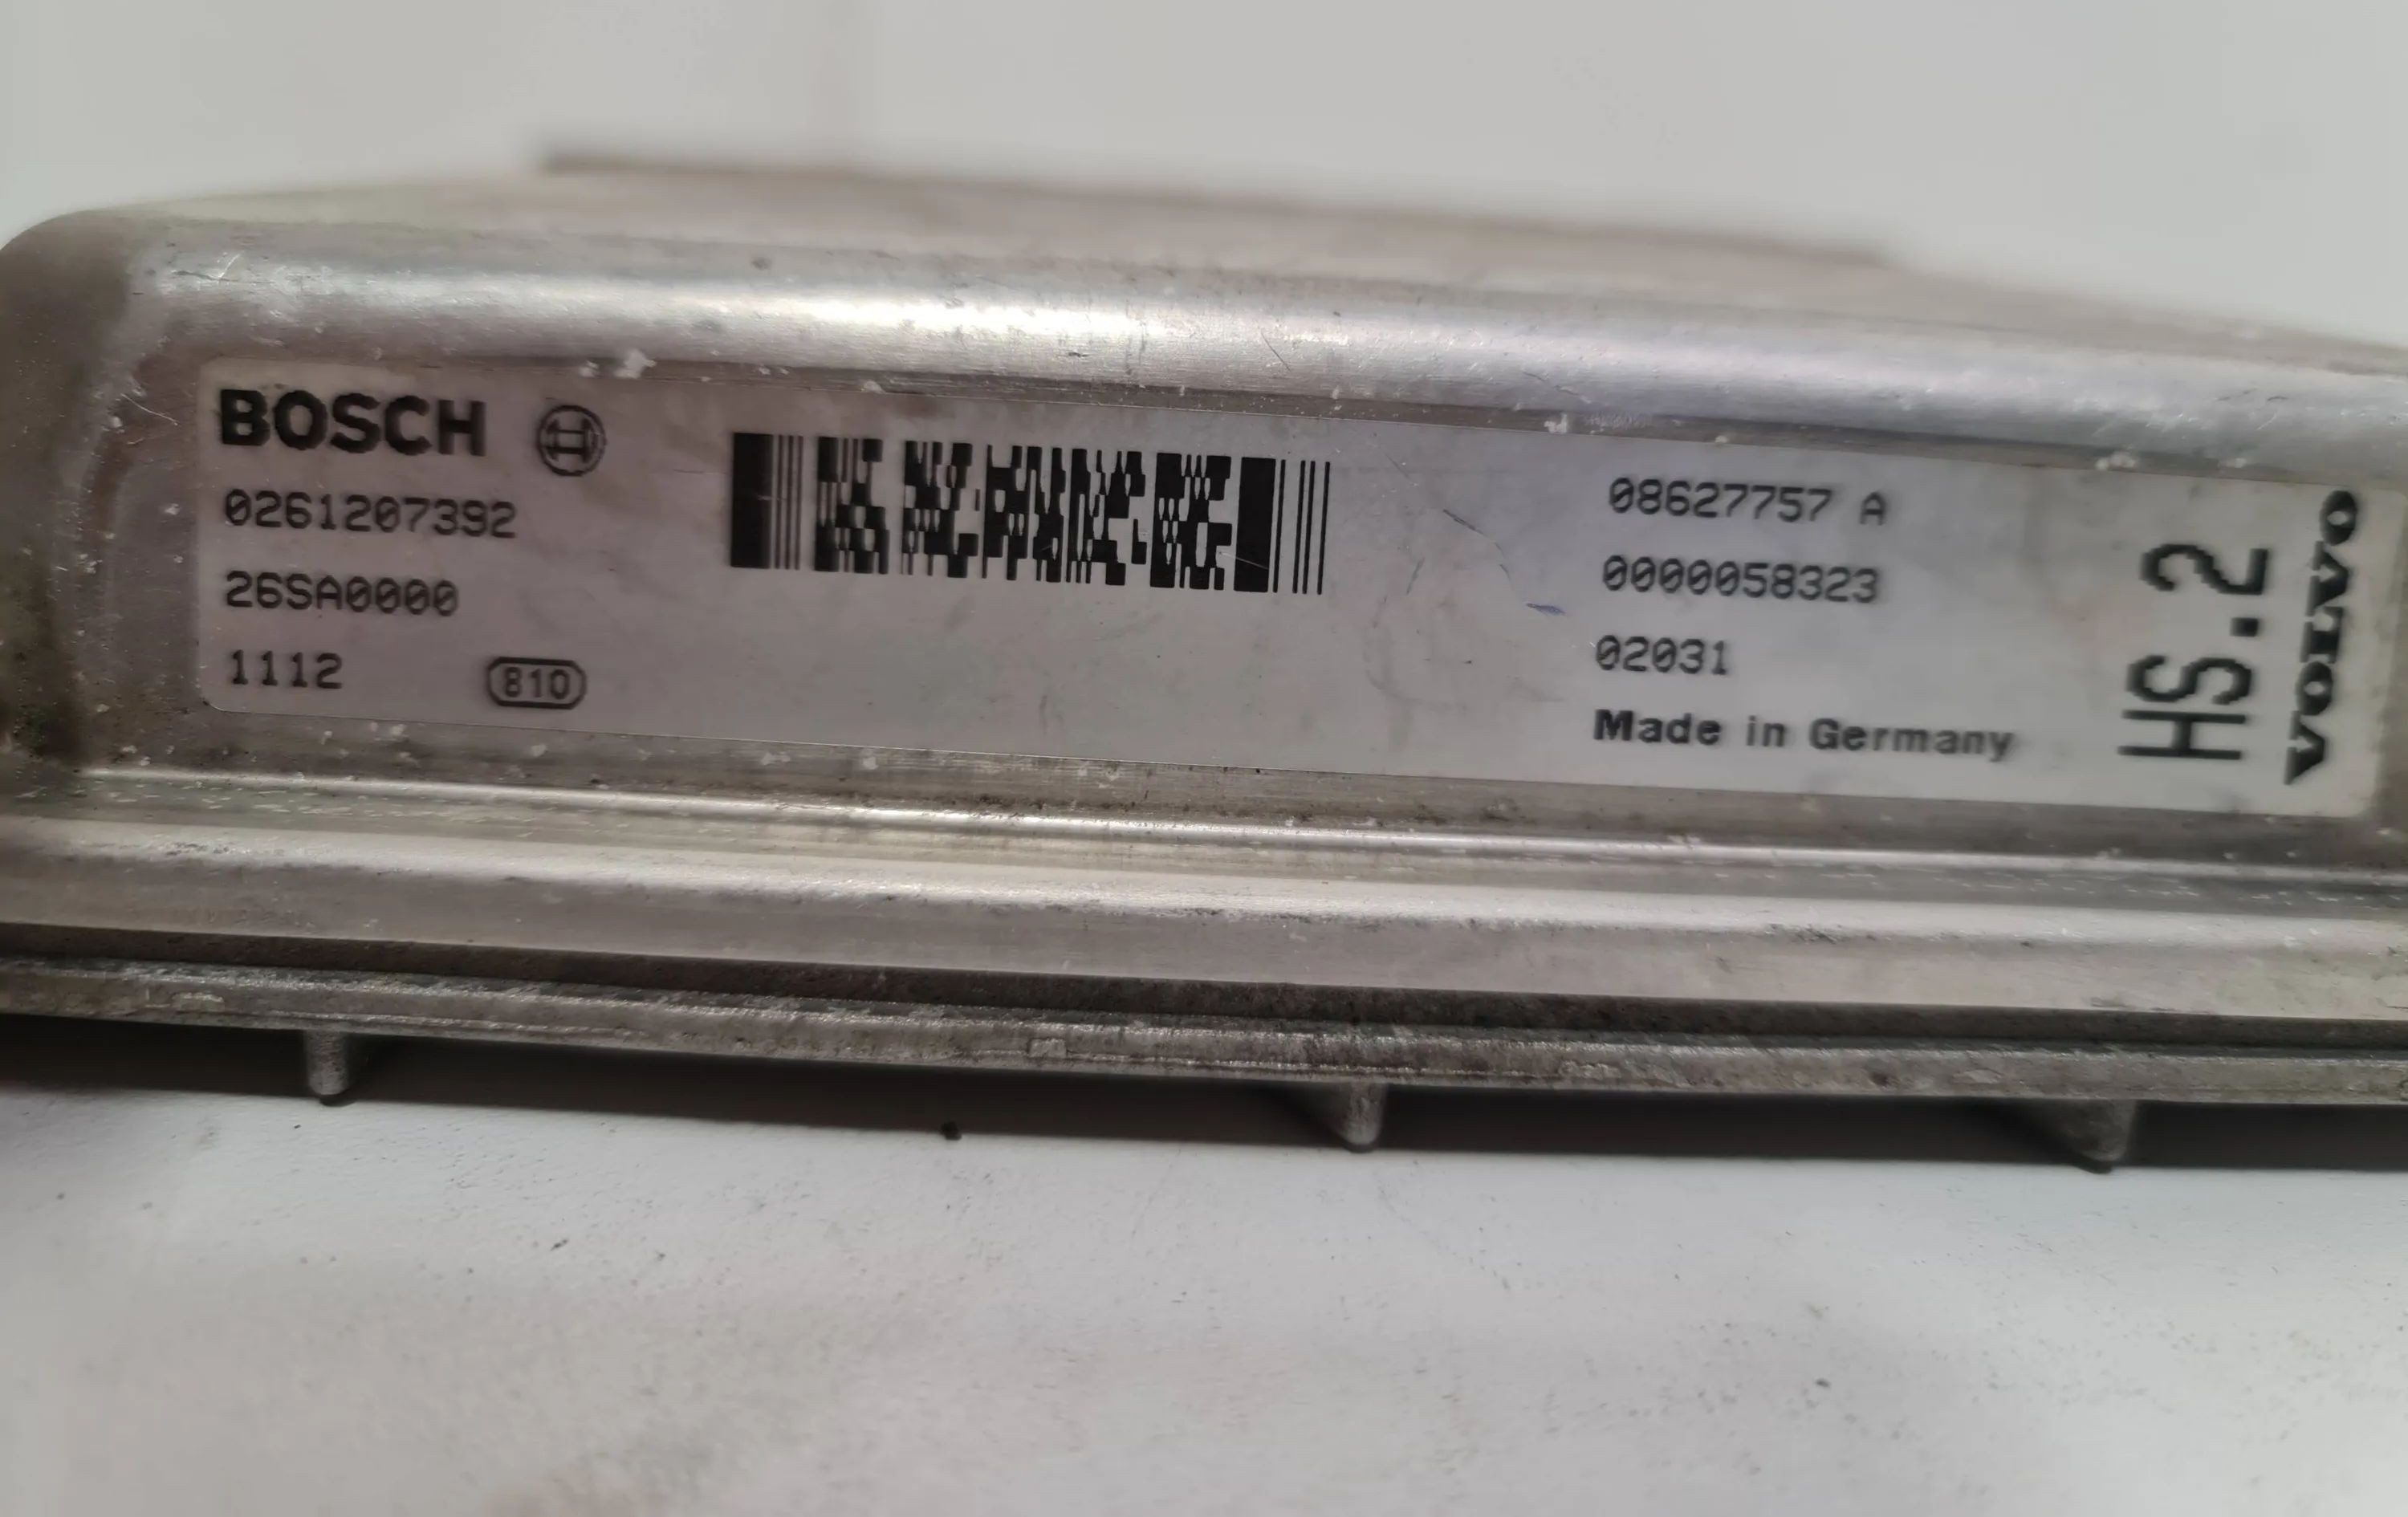 BOSCH
0261207392
26SA0000
1112
810
08627757 A
0000058323
02031
Made in Germany
HS.2
VOLVO